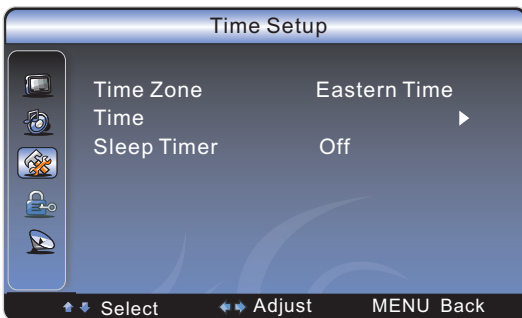 Time Setup
Time Zone Eastern Time
Time
Sleep Timer Off
Select Adjust MENU Back